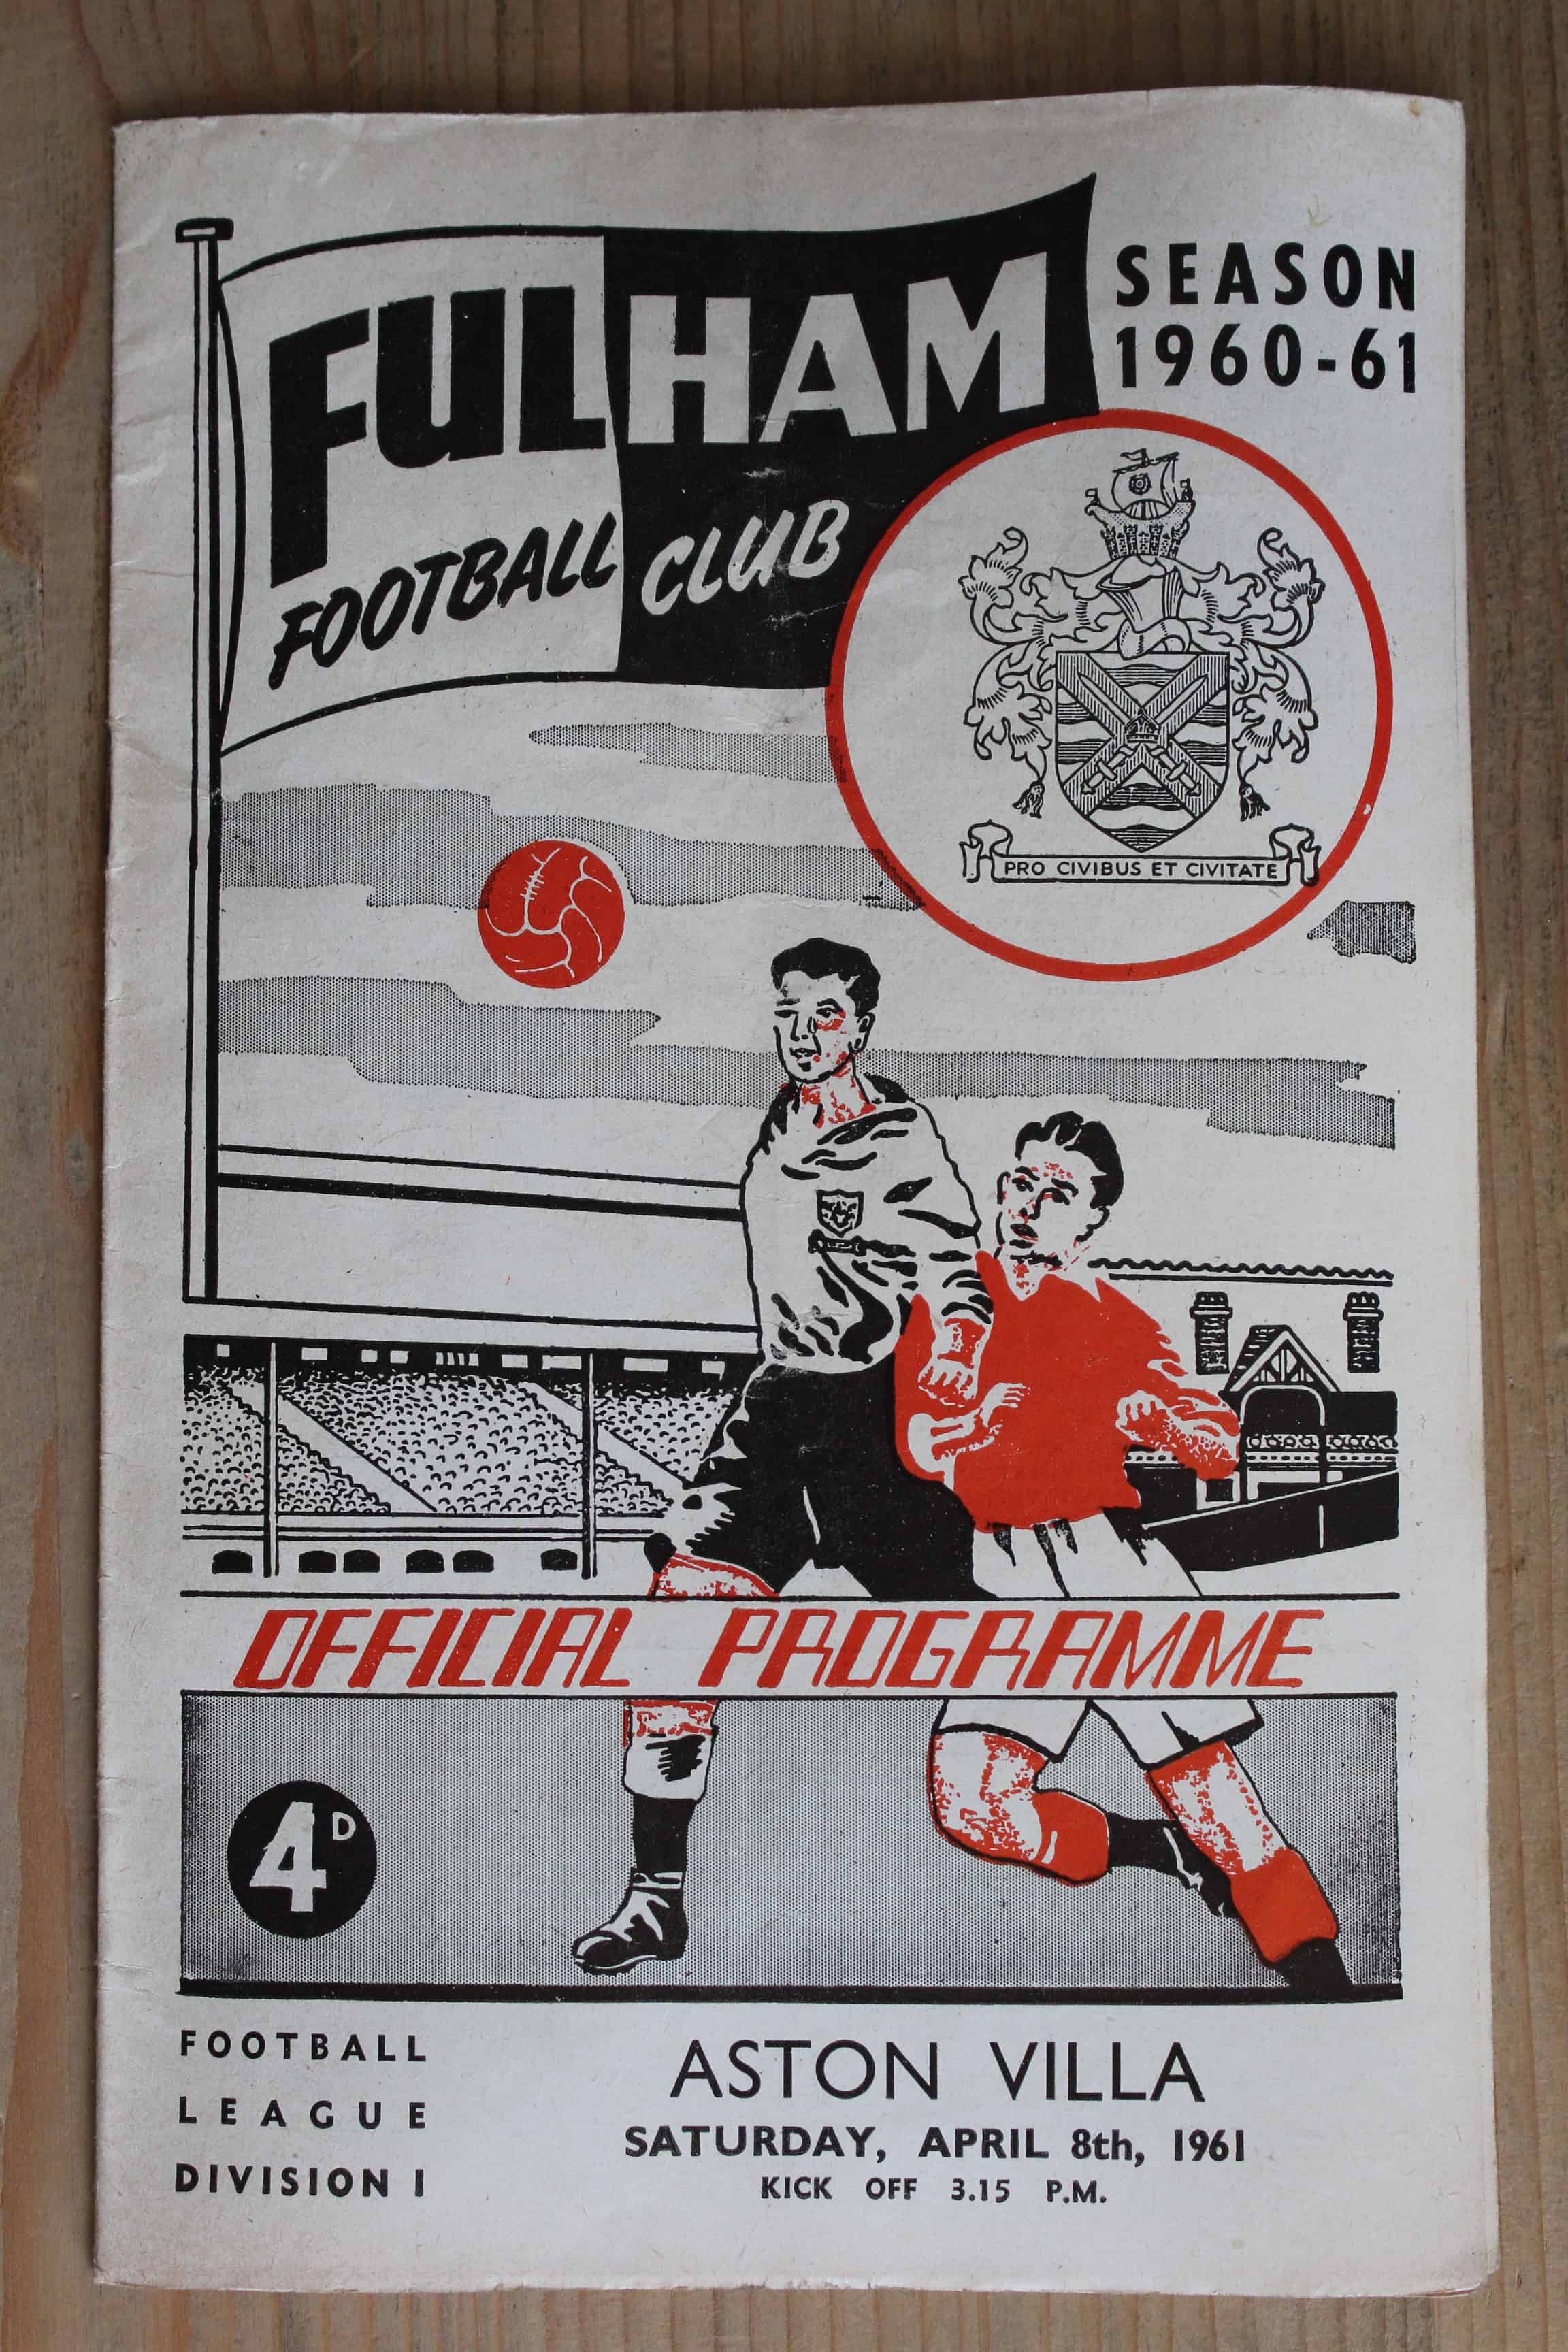 FULHAM
FOOTBALL CLUB
SEASON
1960-61
PRO CIVIBUS ET CIVITATE
OFFICIAL PROGRAMME
4D
FOOTBALL
LEAGUE
DIVISION I
ASTON VILLA
SATURDAY, APRIL 8th, 1961
KICK OFF 3.15 P.M.